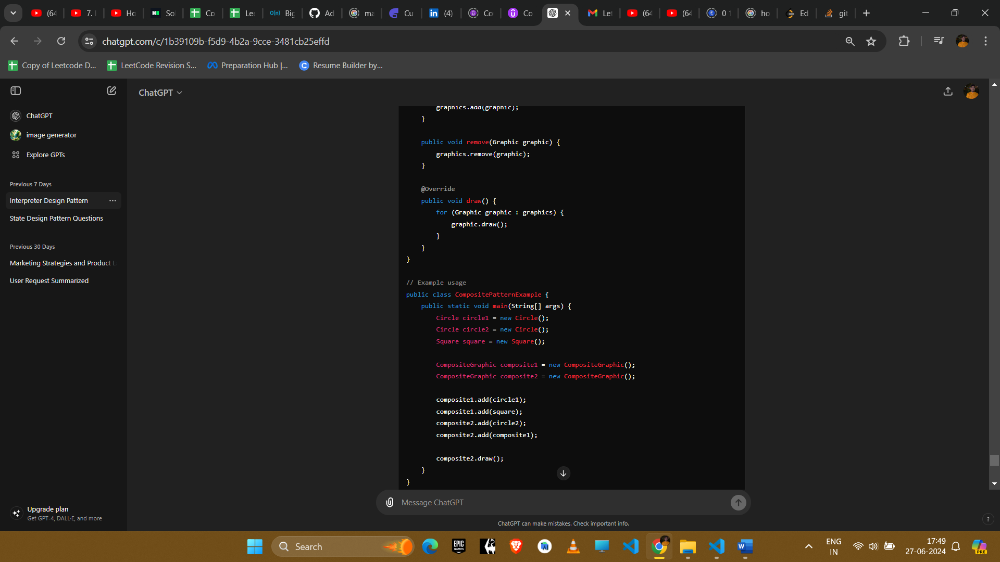 (64
7. I
Ho
So
Co
Lee
O(n) Big
Ad
ma
Cu
(4)
Co
Co
Let
(64
(64
0 1
ho
Ed
git
chatgpt.com/c/1b39109b-f5d9-4b2a-9cce-3481cb25effd
Copy of Leetcode D...
LeetCode Revision S...
Preparation Hub |...
Resume Builder by...
ChatGPT
ChatGPT
image generator
Explore GPTs
Previous 7 Days
Interpreter Design Pattern
State Design Pattern Questions
Previous 30 Days
Marketing Strategies and Product L
User Request Summarized
Upgrade plan
Get GPT-4, DALL·E, and more
graphics.add(graphic);
}
public void remove(Graphic graphic) {
graphics.remove(graphic);
}
@Override
public void draw() {
for (Graphic graphic : graphics) {
graphic.draw();
}
}
}
// Example usage
public class CompositePatternExample {
public static void main(String[] args) {
Circle circle1 = new Circle();
Circle circle2 = new Circle();
Square square = new Square();
CompositeGraphic composite1 = new CompositeGraphic();
CompositeGraphic composite2 = new CompositeGraphic();
composite1.add(circle1);
composite1.add(square);
composite2.add(circle2);
composite2.add(composite1);
composite2.draw();
}
}
Message ChatGPT
ChatGPT can make mistakes. Check important info.
?
Search
EPIC GAMES
ENG
IN
17:49
27-06-2024
PRE